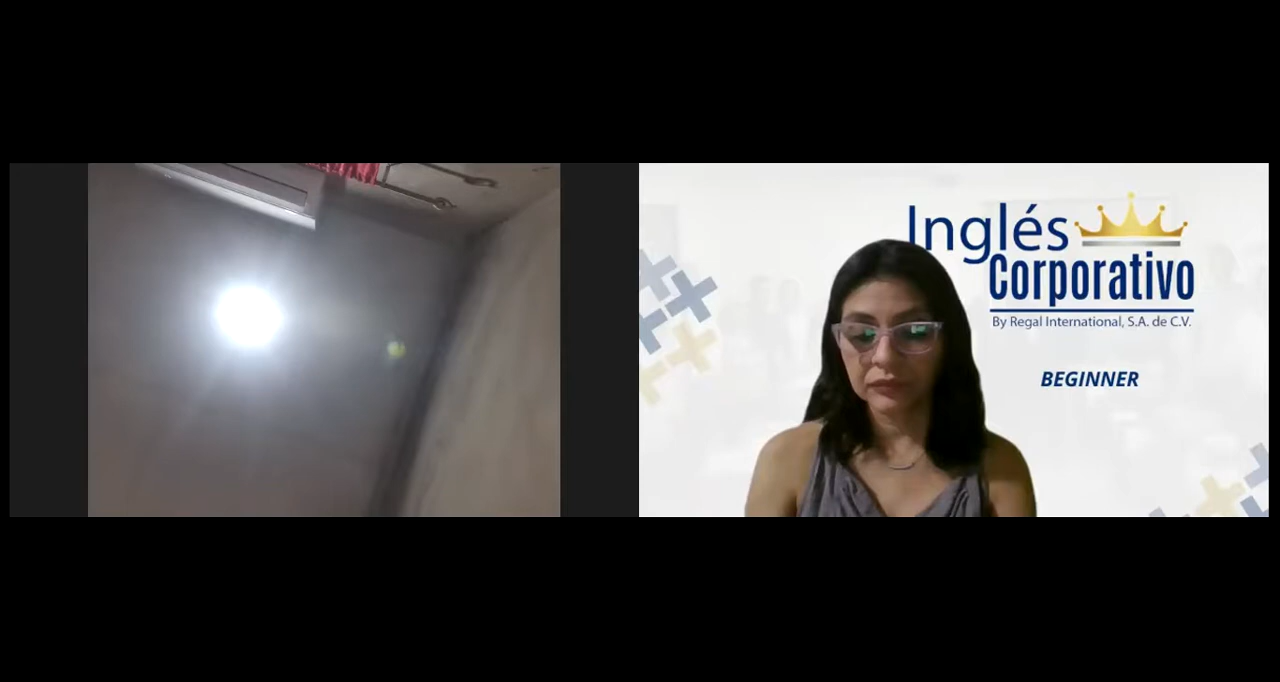 Inglés
Corporativo
By Regal International, S.A. de C.V.
BEGINNER